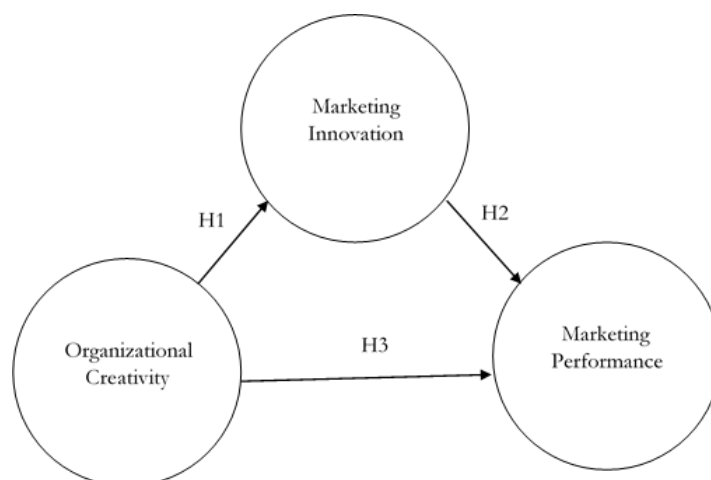 Marketing
Innovation
H1
H2
Organizational
Creativity
H3
Marketing
Performance